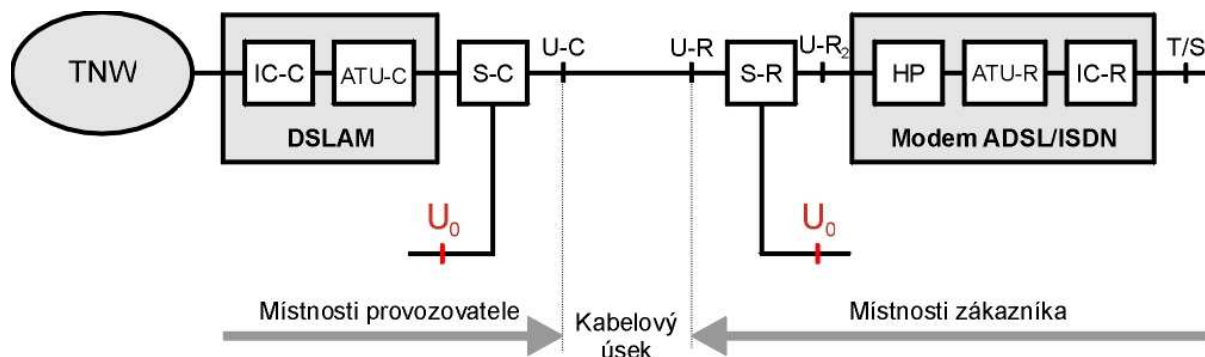 U-C
U-R
U-R2
T/S
TNW
IC-C
ATU-C
S-C
S-R
HP
ATU-R
IC-R
DSLAM
Modem ADSL/ISDN
U0
U0
Místnosti provozovatele
Kabelový
úsek
Místnosti zákazníka